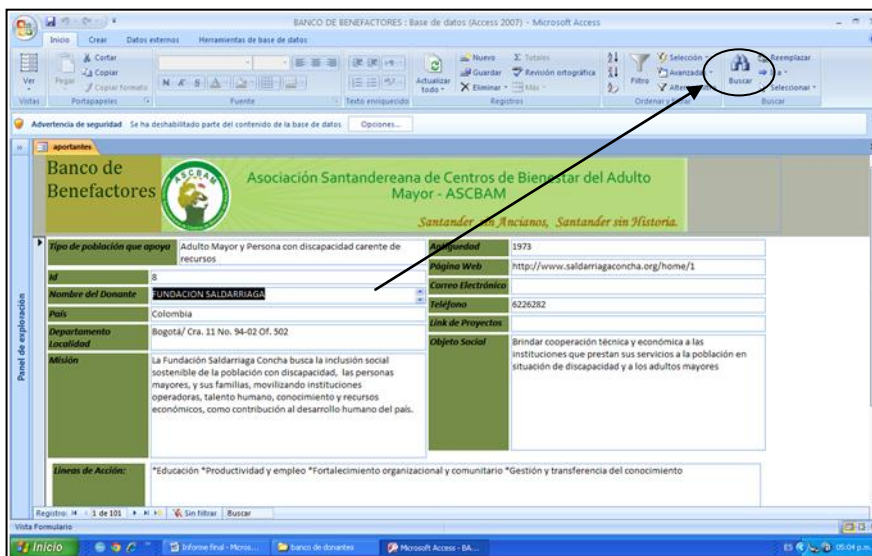 BANCO DE BENEFACTORES : Base de datos (Access 2007) - Microsoft Access
Inicio Crear Datos externos Herramientas de base de datos
Ver
Vistas
Pegar
Cortar
Copiar
Copiar formato
Portapapeles
N K S
Fuente
Texto enriquecido
Actualizar todo
Nuevo
Guardar
Eliminar
Totales
Revisión ortográfica
Más
Registros
Filtro
Selección
Avanzadas
Ordenar y filtrar
Buscar
Reemplazar
Seleccionar
Buscar
Advertencia de seguridad Se ha deshabilitado parte del contenido de la base de datos Opciones...
aportantes
Banco de
Benefactores
ASCBAM
Asociación Santandereana de Centros de Bienestar del Adulto
Mayor - ASCBAM
Santander sin Ancianos, Santander sin Historia.
Tipo de población que apoya Adulto Mayor y Persona con discapacidad carente de
recursos
Id 8
Nombre del Donante FUNDACION SALDARRIAGA
País Colombia
Departamento
Localidad
Bogotá/ Cra. 11 No. 94-02 Of. 502
Misión La Fundación Saldarriaga Concha busca la inclusión social
sostenible de la población con discapacidad, las personas
mayores, y sus familias, movilizando instituciones
operadoras, talento humano, conocimiento y recursos
económicos, como contribución al desarrollo humano del país.
Antiguedad 1973
Página Web http://www.saldarriagaconcha.org/home/1
Correo Electrónico
Teléfono 6226282
Link de Proyectos
Objeto Social Brindar cooperación técnica y económica a las
instituciones que prestan sus servicios a la población en
situación de discapacidad y a los adultos mayores
Lineas de Acción: *Educación *Productividad y empleo *Fortalecimiento organizacional y comunitario *Gestión y transferencia del conocimiento
Panel de exploración
Registro: 1 de 101 Sin filtrar Buscar
Vista Formulario
Inicio Informe final - Micros... banco de donantes Microsoft Access - BA... ES 05:04 p.m.